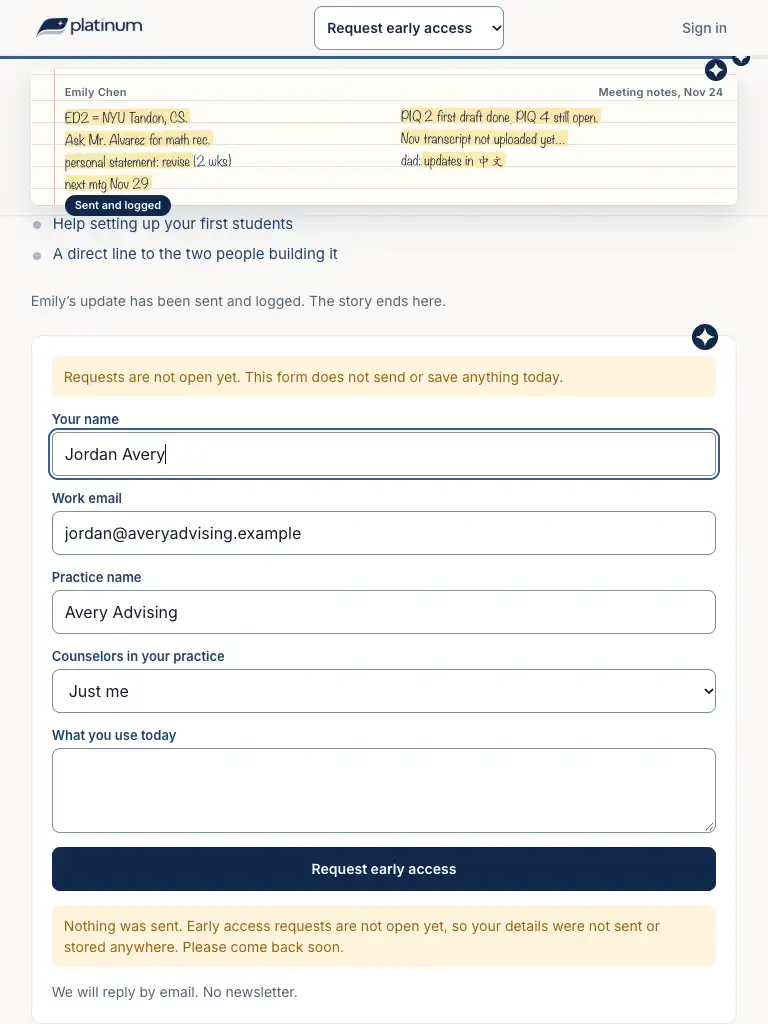 platinum
Request early access
Sign in
Emily Chen
Meeting notes, Nov 24
ED2 = NYU Tandon, CS.
Ask Mr. Alvarez for math rec.
personal statement: revise (2 wks)
next mtg Nov 29
PIQ 2 first draft done, PIQ 4 still open.
Nov transcript not uploaded yet...
dad: updates in 中文
Sent and logged
Help setting up your first students
A direct line to the two people building it
Emily’s update has been sent and logged. The story ends here.
Requests are not open yet. This form does not send or save anything today.
Your name
Jordan Avery
Work email
jordan@averyadvising.example
Practice name
Avery Advising
Counselors in your practice
Just me
What you use today
Request early access
Nothing was sent. Early access requests are not open yet, so your details were not sent or
stored anywhere. Please come back soon.
We will reply by email. No newsletter.